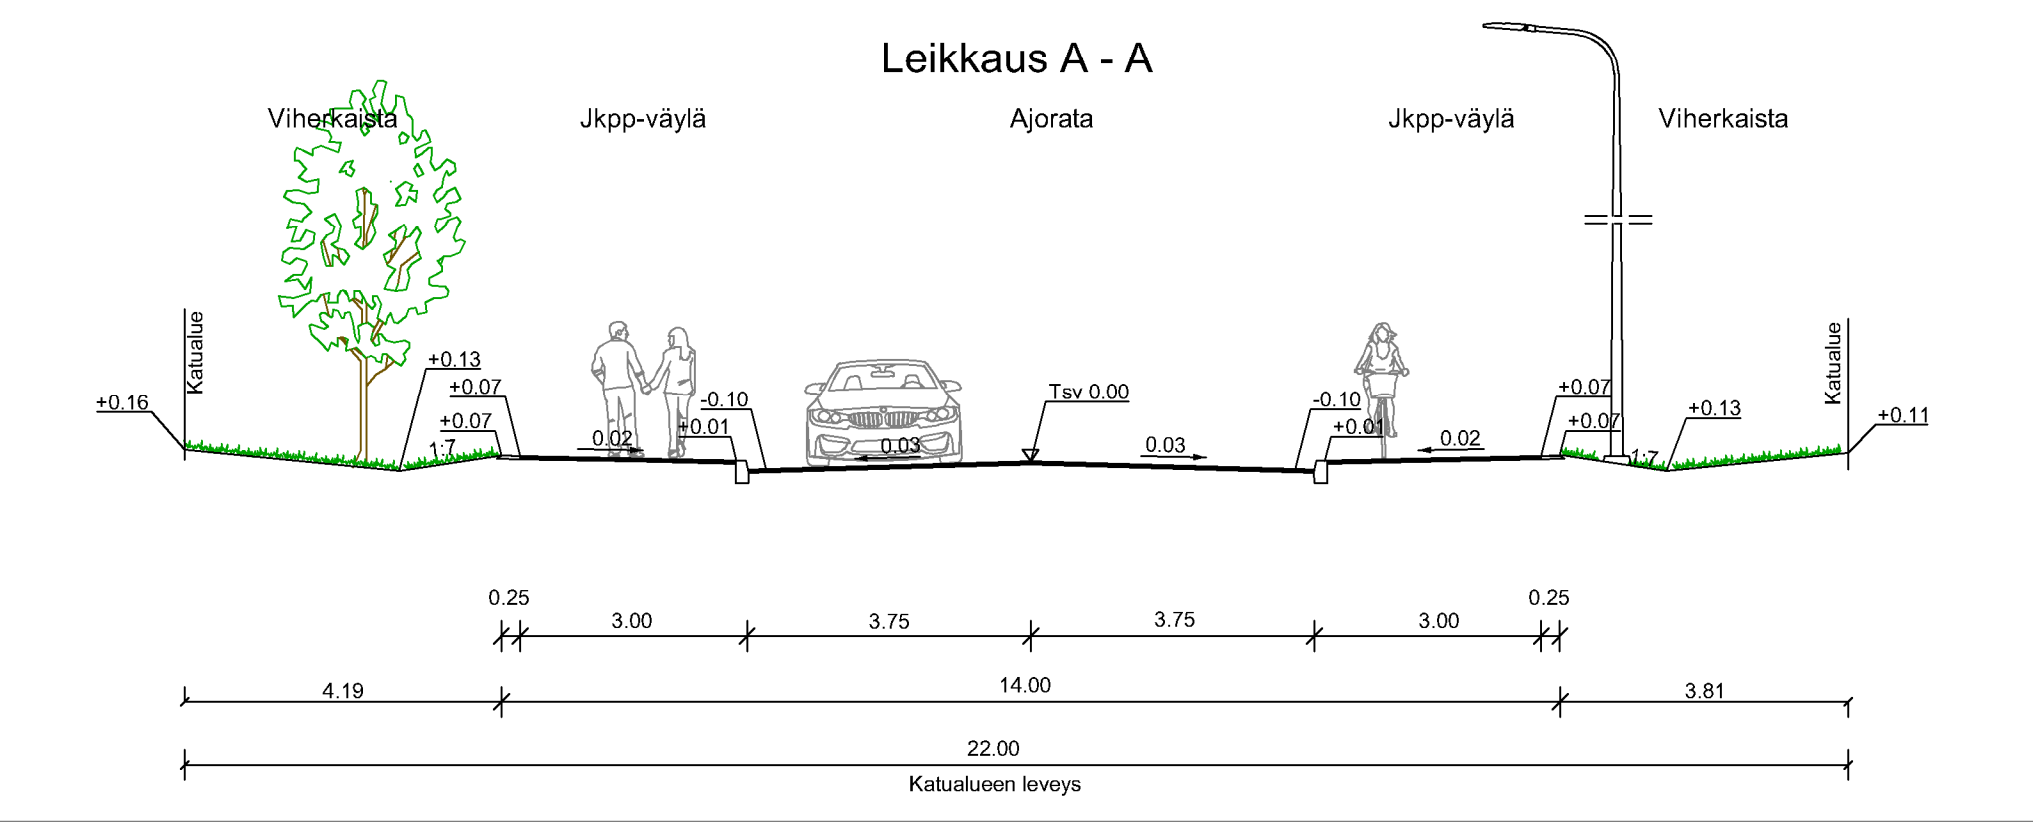 Leikkaus A - A
Viherkaista
Jkpp-väylä
Ajorata
Jkpp-väylä
Viherkaista
Katualue
Katualue
+0.16
+0.13
+0.07
+0.07
1:7
0.02
-0.10
+0.01
0.03
Tsv 0.00
0.03
-0.10
+0.01
0.02
+0.07
+0.07
1:7
+0.13
+0.11
0.25
3.00
3.75
3.75
3.00
0.25
4.19
14.00
3.81
22.00
Katualueen leveys